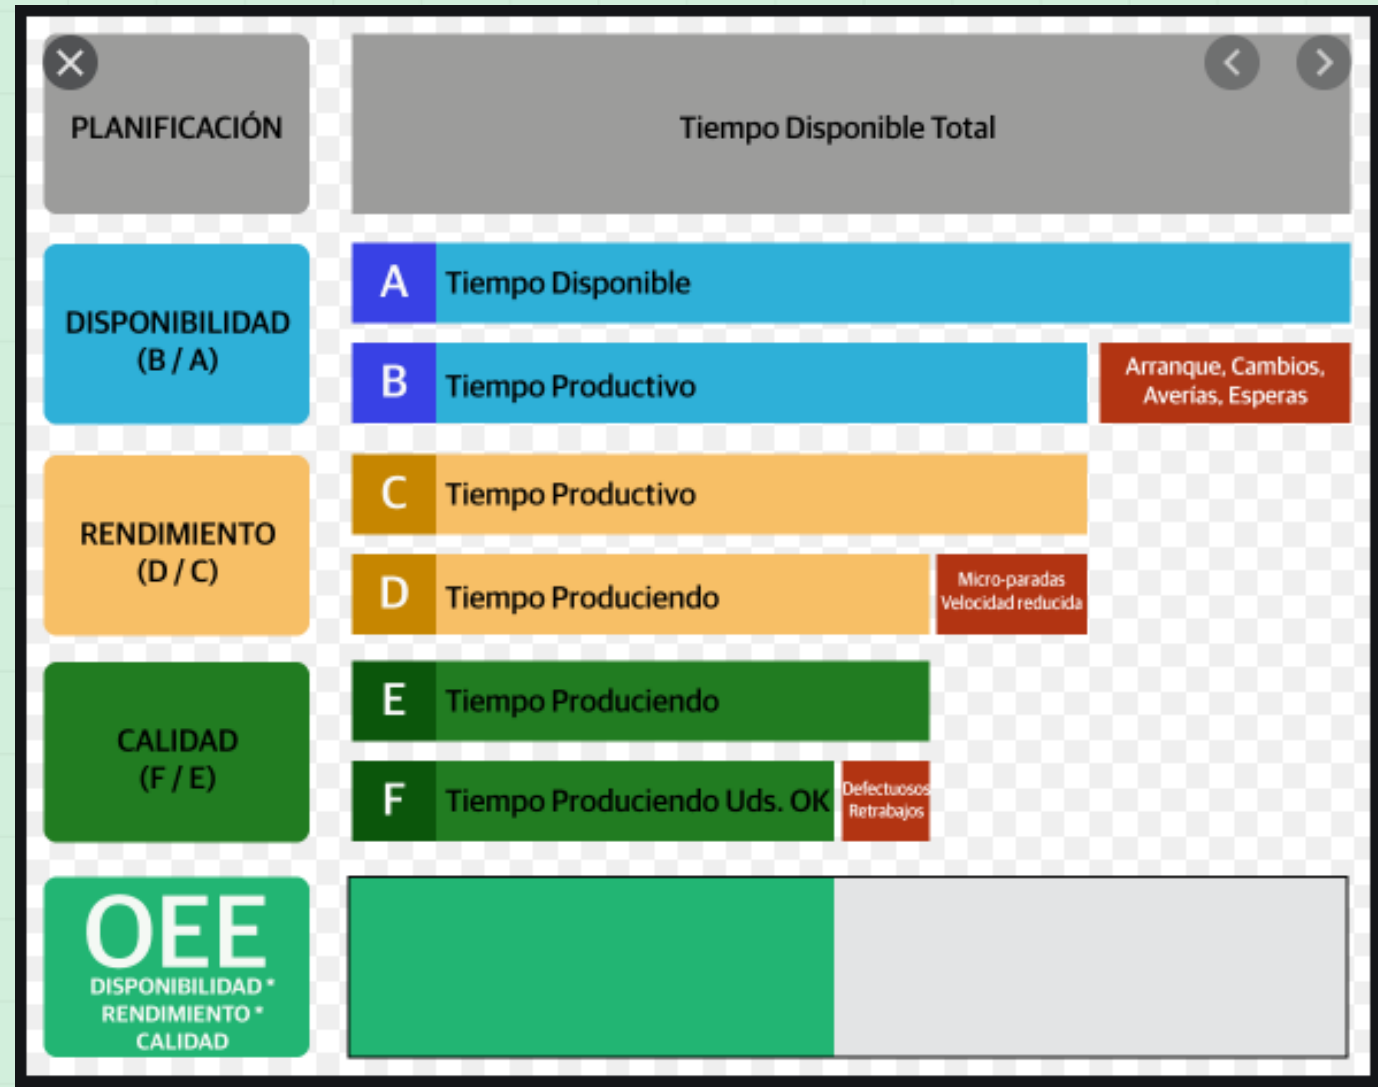 PLANIFICACIÓN
Tiempo Disponible Total
DISPONIBILIDAD
(B / A)
A
Tiempo Disponible
B
Tiempo Productivo
Arranque, Cambios,
Averías, Esperas
RENDIMIENTO
(D / C)
C
Tiempo Productivo
D
Tiempo Produciendo
Micro-paradas
Velocidad reducida
CALIDAD
(F / E)
E
Tiempo Produciendo
F
Tiempo Produciendo Uds. OK
Defectuosos
Retrabajos
OEE
DISPONIBILIDAD *
RENDIMIENTO *
CALIDAD